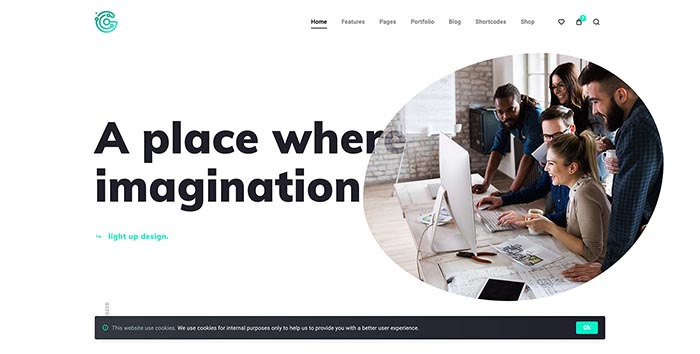 Home Features Pages Portfolio Blog Shortcodes Shop
A place where
imagination
light up design.
This website use cookies. We use cookies for internal purposes only to help us to provide you with a better user experience. Ok